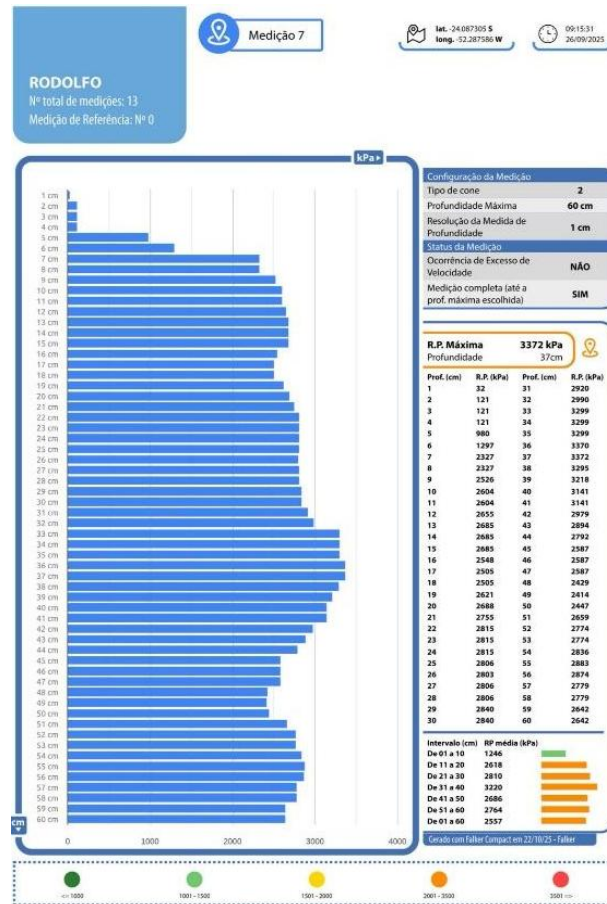 Medição 7
lat. -24.087305 S
long. -52.287586 W
09:15:31
26/09/2025
RODOLFO
Nº total de medições: 13
Medição de Referência: Nº 0
kPa
1 cm
2 cm
3 cm
4 cm
5 cm
6 cm
7 cm
8 cm
9 cm
10 cm
11 cm
12 cm
13 cm
14 cm
15 cm
16 cm
17 cm
18 cm
19 cm
20 cm
21 cm
22 cm
23 cm
24 cm
25 cm
26 cm
27 cm
28 cm
29 cm
30 cm
31 cm
32 cm
33 cm
34 cm
35 cm
36 cm
37 cm
38 cm
39 cm
40 cm
41 cm
42 cm
43 cm
44 cm
45 cm
46 cm
47 cm
48 cm
49 cm
50 cm
51 cm
52 cm
53 cm
54 cm
55 cm
56 cm
57 cm
58 cm
59 cm
60 cm
cm
0 1000 2000 3000 4000
Configuração da Medição
Tipo de cone 2
Profundidade Máxima 60 cm
Resolução da Medida de
Profundidade 1 cm
Status da Medição
Ocorrência de Excesso de
Velocidade NÃO
Medição completa (até a
prof. máxima escolhida) SIM
R.P. Máxima 3372 kPa
Profundidade 37cm
Prof. (cm) R.P. (kPa) Prof. (cm) R.P. (kPa)
1 32 31 2920
2 121 32 2990
3 121 33 3299
4 121 34 3299
5 980 35 3299
6 1297 36 3370
7 2327 37 3372
8 2327 38 3295
9 2526 39 3218
10 2604 40 3141
11 2604 41 3141
12 2655 42 2979
13 2685 43 2894
14 2685 44 2792
15 2685 45 2587
16 2548 46 2587
17 2505 47 2587
18 2505 48 2429
19 2621 49 2414
20 2688 50 2447
21 2755 51 2659
22 2815 52 2774
23 2815 53 2774
24 2815 54 2836
25 2806 55 2883
26 2803 56 2874
27 2806 57 2779
28 2806 58 2779
29 2840 59 2642
30 2840 60 2642
Intervalo (cm) RP média (kPa)
De 01 a 10 1246
De 11 a 20 2618
De 21 a 30 2810
De 31 a 40 3220
De 41 a 50 2686
De 51 a 60 2764
De 01 a 60 2557
Gerado com Falker Compact em 22/10/25 - Falker
<= 1000
1001 - 1500
1501 - 2000
2001 - 3500
3501 =>